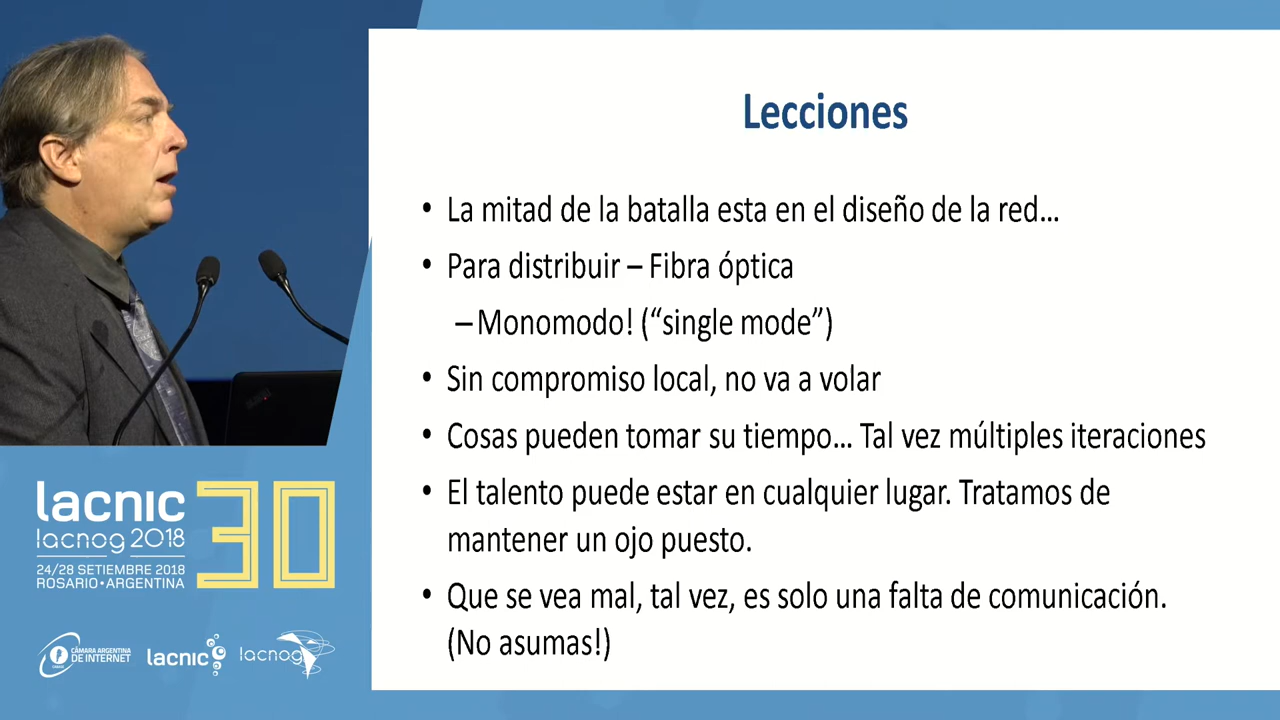 Lecciones
• La mitad de la batalla esta en el diseño de la red...
• Para distribuir – Fibra óptica
– Monomodo! (“single mode”)
• Sin compromiso local, no va a volar
• Cosas pueden tomar su tiempo... Tal vez múltiples iteraciones
• El talento puede estar en cualquier lugar. Tratamos de
mantener un ojo puesto.
• Que se vea mal, tal vez, es solo una falta de comunicación.
(No asumas!)
lacnic 30
lacnog 2018
24/28 SETIEMBRE 2018
ROSARIO • ARGENTINA
CÁMARA ARGENTINA
DE INTERNET
lacnic
lacnog